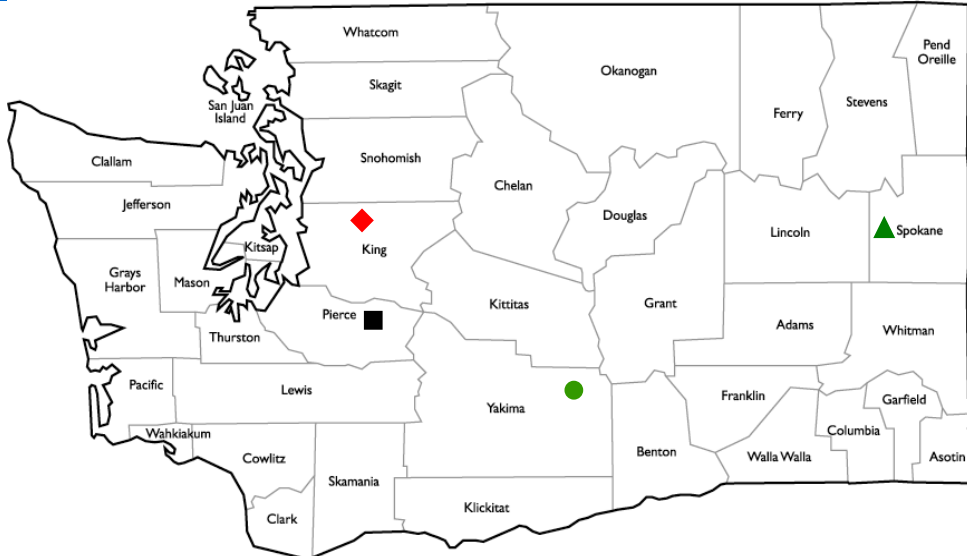 Whatcom
Pend
Oreille
Okanogan
Skagit
San Juan
Island
Stevens
Ferry
Snohomish
Clallam
Chelan
Jefferson
Douglas
Lincoln
Spokane
King
Kitsap
Grays
Harbor
Mason
Kittitas
Grant
Pierce
Adams
Whitman
Thurston
Pacific
Lewis
Yakima
Franklin
Garfield
Wahkiakum
Columbia
Cowlitz
Benton
Walla Walla
Asotin
Skamania
Clark
Klickitat